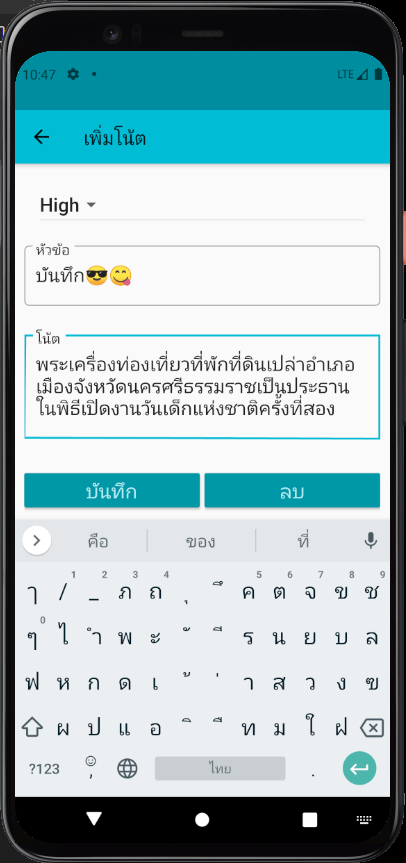 10:47 LTE
เพิ่มโน้ต
High
หัวข้อ
บันทึก😎😋
โน้ต
พระเครื่องท่องเที่ยวที่พักที่ดินเปล่าอำเภอ
เมืองจังหวัดนครศรีธรรมราชเป็นประธาน
ในพิธีเปิดงานวันเด็กแห่งชาติครั้งที่สอง
บันทึก ลบ
คือ ของ ที่
ๅ / 1 _ 2 ภ 3 ถ 4 ุ ึ ค 5 ต 6 จ 7 ข 8 ช 9
ๆ 0 ไ ำ พ ะ ั ี ร น ย บ ล
ฟ ห ก ด เ ้ ่ า ส ว ง ฃ
ผ ป แ อ ิ ื ท ม ใ ฝ
?123 , ไทย .